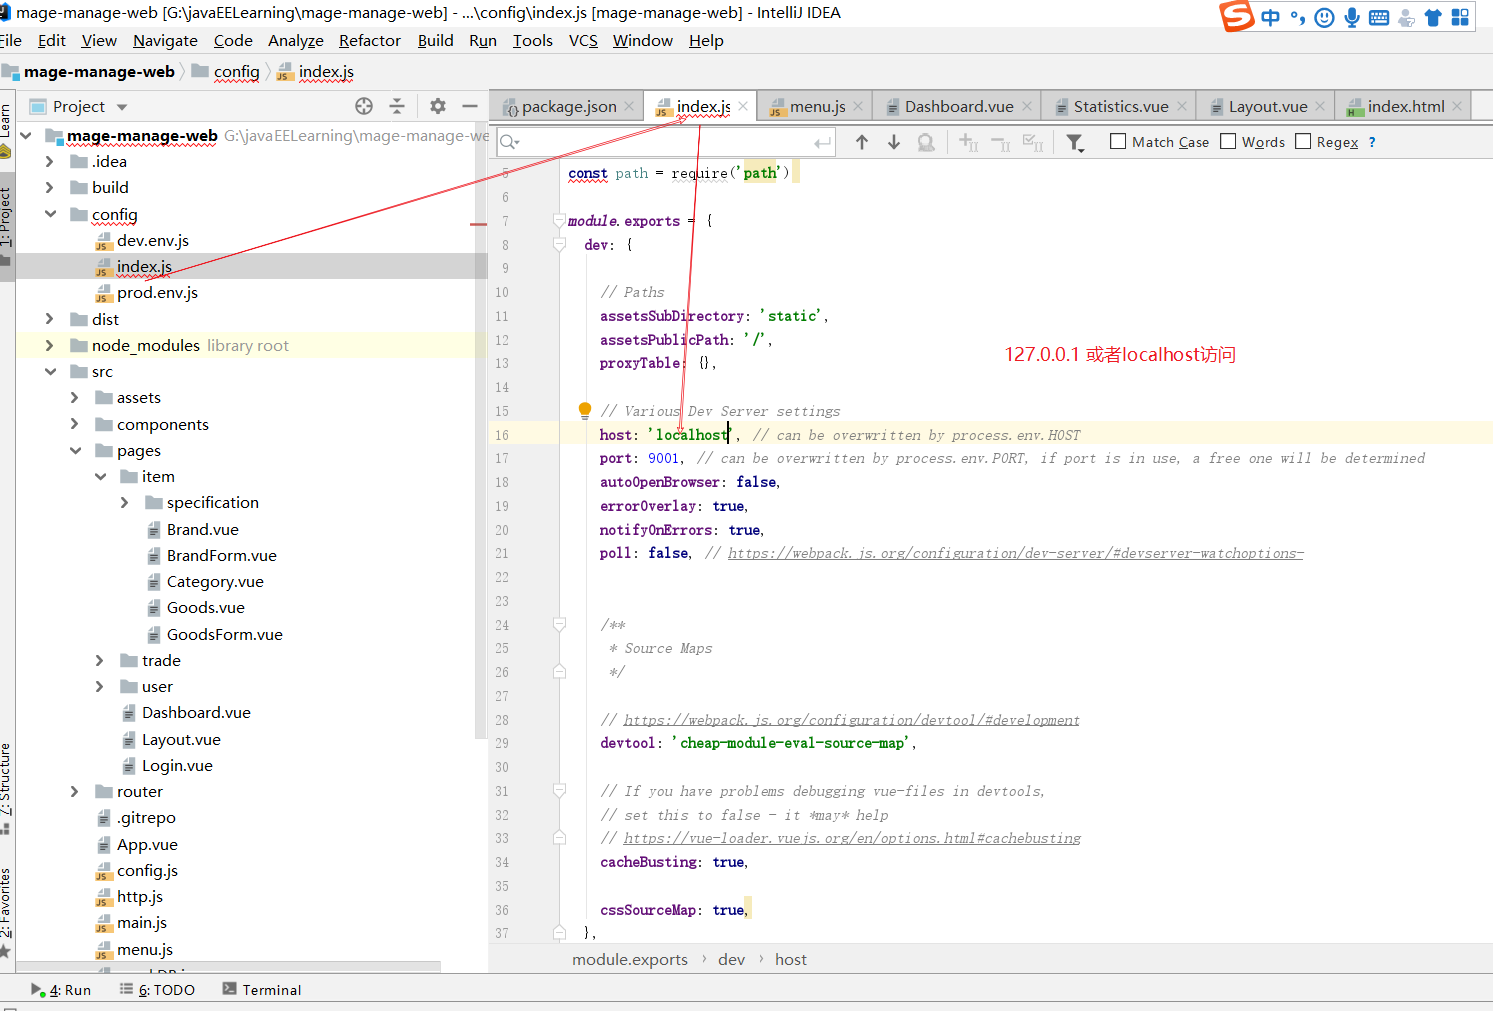 mage-manage-web [G:\javaEELearning\mage-manage-web] - ...\config\index.js [mage-manage-web] - IntelliJ IDEA
中
File Edit View Navigate Code Analyze Refactor Build Run Tools VCS Window Help
mage-manage-web config index.js
Learn
1: Project
7: Structure
2: Favorites
Project
mage-manage-web G:\javaEELearning\mage-manage-we
.idea
build
config
dev.env.js
index.js
prod.env.js
dist
node_modules library root
src
assets
components
pages
item
specification
Brand.vue
BrandForm.vue
Category.vue
Goods.vue
GoodsForm.vue
trade
user
Dashboard.vue
Layout.vue
Login.vue
router
.gitrepo
App.vue
config.js
http.js
main.js
menu.js
package.json index.js menu.js Dashboard.vue Statistics.vue Layout.vue index.html
Match Case Words Regex ?
5 const path = require('path')
6
7 module.exports = {
8 dev: {
9
10 // Paths
11 assetsSubDirectory: 'static',
12 assetsPublicPath: '/',
13 proxyTable: {},
127.0.0.1 或者localhost访问
14
15 // Various Dev Server settings
16 host: 'localhost', // can be overwritten by process.env.HOST
17 port: 9001, // can be overwritten by process.env.PORT, if port is in use, a free one will be determined
18 autoOpenBrowser: false,
19 errorOverlay: true,
20 notifyOnErrors: true,
21 poll: false, // https://webpack.js.org/configuration/dev-server/#devserver-watchoptions-
22
23
24 /**
25 * Source Maps
26 */
27
28 // https://webpack.js.org/configuration/devtool/#development
29 devtool: 'cheap-module-eval-source-map',
30
31 // If you have problems debugging vue-files in devtools,
32 // set this to false - it *may* help
33 // https://vue-loader.vuejs.org/en/options.html#cachebusting
34 cacheBusting: true,
35
36 cssSourceMap: true,
37 },
module.exports › dev › host
4: Run 6: TODO Terminal